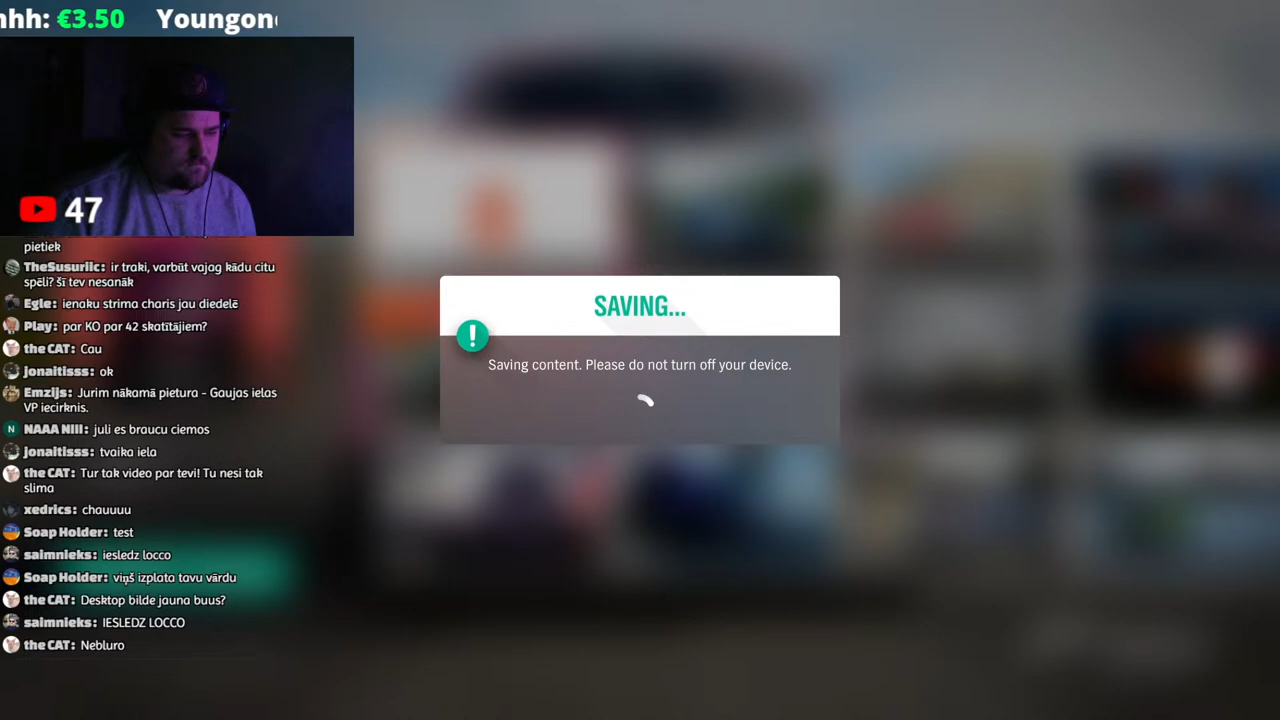 hh: €3.50 Youngon
47
pietiek
TheSusuriic: ir traki, varbūt vajag kādu citu
spēli? šī tev nesanāk
Egle: ienaku strima charis jau diedelē
Play: par KO par 42 skatītājiem?
the CAT: Cau
jonaitisss: ok
Emzijs: Jurim nākamā pietura - Gaujas ielas
VP iecirknis.
N NAAA NIII: juli es braucu ciemos
jonaitisss: tvaika iela
the CAT: Tur tak video par tevi! Tu nesi tak
slima
xedrics: chauuuu
Soap Holder: test
saimnieks: iesledz locco
Soap Holder: viņš izplata tavu vārdu
the CAT: Desktop bilde jauna buus?
saimnieks: IESLEDZ LOCCO
the CAT: Nebluro
SAVING...
!
Saving content. Please do not turn off your device.